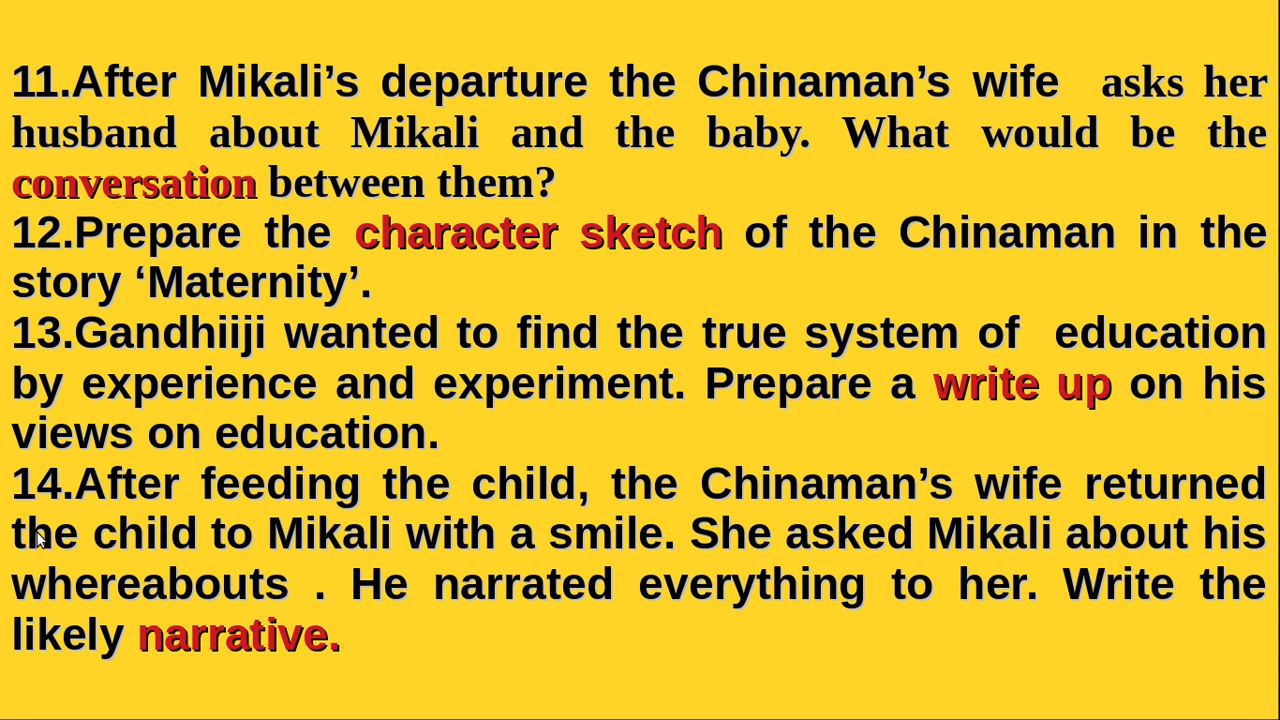 11.After Mikali’s departure the Chinaman’s wife asks her
husband about Mikali and the baby. What would be the
conversation between them?
12.Prepare the character sketch of the Chinaman in the
story ‘Maternity’.
13.Gandhiiji wanted to find the true system of education
by experience and experiment. Prepare a write up on his
views on education.
14.After feeding the child, the Chinaman’s wife returned
the child to Mikali with a smile. She asked Mikali about his
whereabouts . He narrated everything to her. Write the
likely narrative.